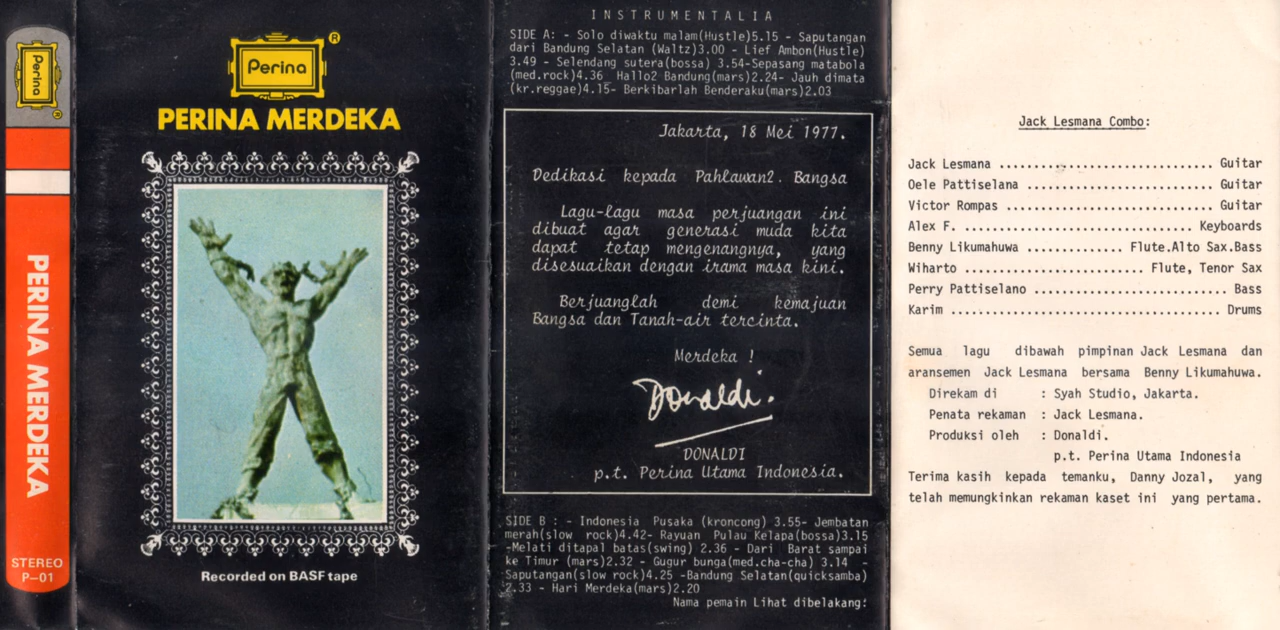 Perina
®
PERINA MERDEKA
STEREO
P-01
Perina
®
PERINA MERDEKA
Recorded on BASF tape
INSTRUMENTALIA
SIDE A: - Solo diwaktu malam(Hustle)5.15 - Saputangan
dari Bandung Selatan (Waltz)3.00 - Lief Ambon(Hustle)
3.49 - Selendang sutera(bossa) 3.54-Sepasang matabola
(med.rock)4.36 Hallo2 Bandung(mars)2.24- Jauh dimata
(kr.reggae)4.15- Berkibarlah Benderaku(mars)2.03
Jakarta, 18 Mei 1977.
Dedikasi kepada Pahlawan2. Bangsa
Lagu-lagu masa perjuangan ini
dibuat agar generasi muda kita
dapat tetap mengenangnya, yang
disesuaikan dengan irama masa kini.
Berjuanglah demi kemajuan
Bangsa dan Tanah-air tercinta.
Merdeka !
Donaldi.
DONALDI
p.t. Perina Utama Indonesia.
SIDE B : - Indonesia Pusaka (kroncong) 3.55- Jembatan
merah(slow rock)4.42- Rayuan Pulau Kelapa(bossa)3.15
-Melati ditapal batas(swing) 2.36 - Dari Barat sampai
ke Timur (mars)2.32 - Gugur bunga(med.cha-cha) 3.14 -
Saputangan(slow rock)4.25 -Bandung Selatan(quicksamba)
2.33 - Hari Merdeka(mars)2.20
Nama pemain Lihat dibelakang:
Jack Lesmana Combo:
Jack Lesmana ............................... Guitar
Oele Pattiselana ........................... Guitar
Victor Rompas .............................. Guitar
Alex F. .................................. Keyboards
Benny Likumahuwa .............. Flute.Alto Sax.Bass
Wiharto .......................... Flute, Tenor Sax
Perry Pattiselano ............................ Bass
Karim ........................................ Drums
Semua lagu dibawah pimpinan Jack Lesmana dan
aransemen Jack Lesmana bersama Benny Likumahuwa.
Direkam di : Syah Studio, Jakarta.
Penata rekaman : Jack Lesmana.
Produksi oleh : Donaldi.
p.t. Perina Utama Indonesia
Terima kasih kepada temanku, Danny Jozal, yang
telah memungkinkan rekaman kaset ini yang pertama.